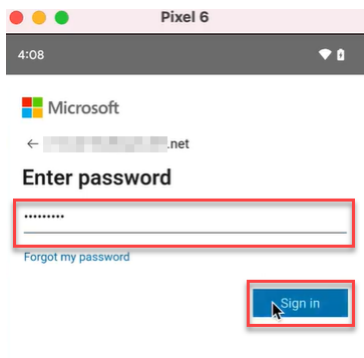 Pixel 6
4:08
Microsoft
.net
Enter password
•••••••••
Forgot my password
Sign in